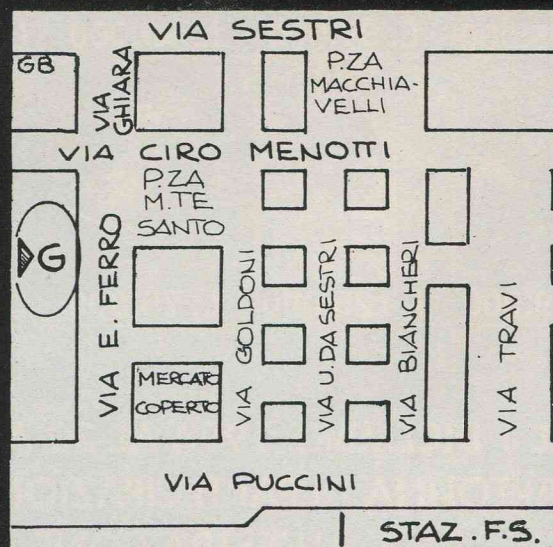 VIA SESTRI
GB
VIA
GHIARA
P.ZA
MACCHIA-
VELLI
VIA CIRO MENOTTI
P.ZA
M.TE
SANTO
G
VIA E. FERRO
VIA GOLDONI
VIA U. DA SESTRI
VIA BIANCHERI
VIA TRAVI
MERCATO
COPERTO
VIA PUCCINI
STAZ. F.S.